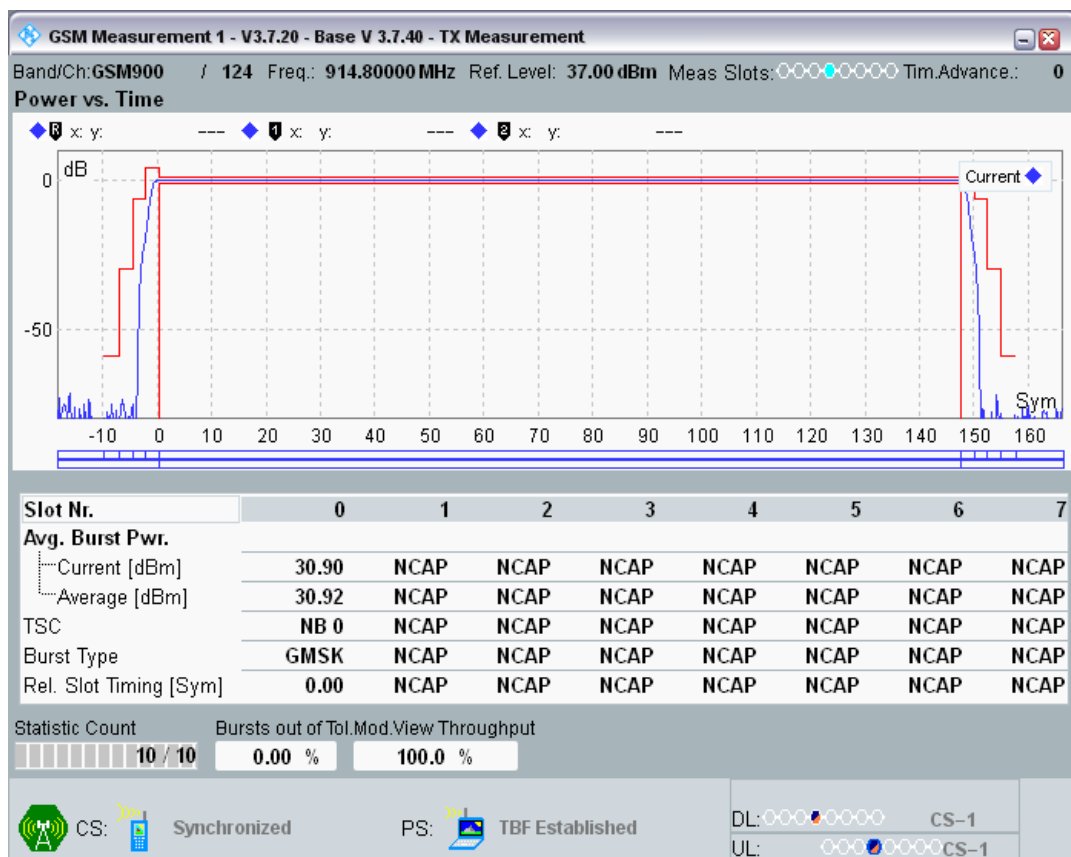 GSM Measurement 1 - V3.7.20 - Base V 3.7.40 - TX Measurement
Band/Ch:GSM900 / 124 Freq.: 914.80000 MHz Ref. Level: 37.00 dBm Meas Slots: Tim.Advance.: 0
Power vs. Time
R x: y: --- 1 x: y: --- 2 x: y: ---
dB
Current
0
-50
Sym
-10 0 10 20 30 40 50 60 70 80 90 100 110 120 130 140 150 160
Slot Nr. 0 1 2 3 4 5 6 7
Avg. Burst Pwr.
Current [dBm] 30.90 NCAP NCAP NCAP NCAP NCAP NCAP NCAP
Average [dBm] 30.92 NCAP NCAP NCAP NCAP NCAP NCAP NCAP
TSC NB 0 NCAP NCAP NCAP NCAP NCAP NCAP NCAP
Burst Type GMSK NCAP NCAP NCAP NCAP NCAP NCAP NCAP
Rel. Slot Timing [Sym] 0.00 NCAP NCAP NCAP NCAP NCAP NCAP NCAP
Statistic Count Bursts out of Tol. Mod.View Throughput
10 / 10 0.00 % 100.0 %
CS: Synchronized PS: TBF Established
DL: CS-1
UL: CS-1